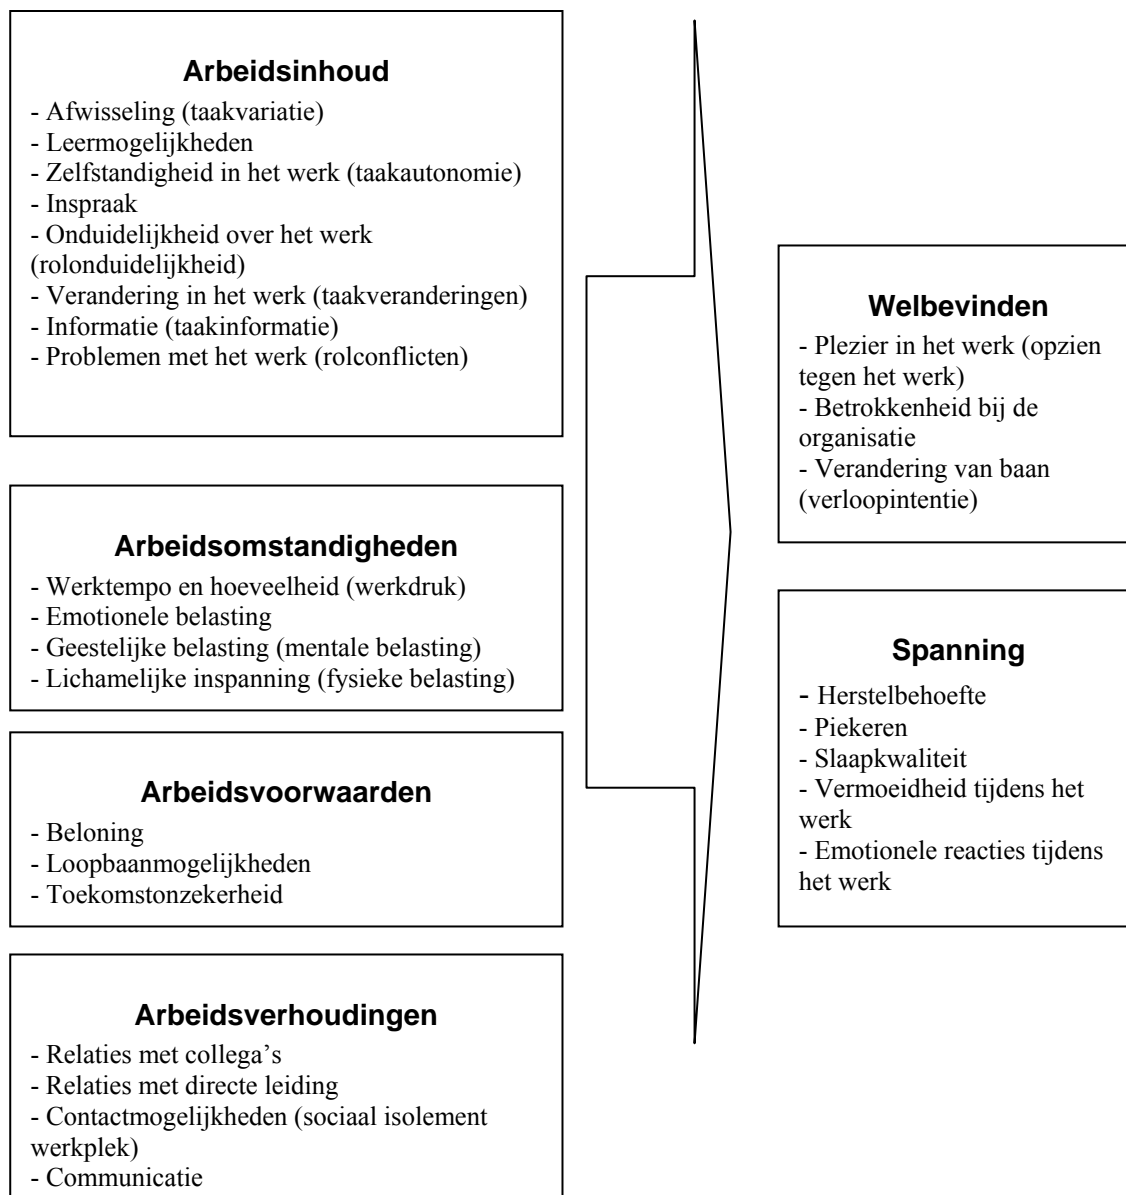 Arbeidsinhoud
- Afwisseling (taakvariatie)
- Leermogelijkheden
- Zelfstandigheid in het werk (taakautonomie)
- Inspraak
- Onduidelijkheid over het werk
(rolonduidelijkheid)
- Verandering in het werk (taakveranderingen)
- Informatie (taakinformatie)
- Problemen met het werk (rolconflicten)
Arbeidsomstandigheden
- Werktempo en hoeveelheid (werkdruk)
- Emotionele belasting
- Geestelijke belasting (mentale belasting)
- Lichamelijke inspanning (fysieke belasting)
Arbeidsvoorwaarden
- Beloning
- Loopbaanmogelijkheden
- Toekomstonzekerheid
Arbeidsverhoudingen
- Relaties met collega’s
- Relaties met directe leiding
- Contactmogelijkheden (sociaal isolement
werkplek)
- Communicatie
Welbevinden
- Plezier in het werk (opzien
tegen het werk)
- Betrokkenheid bij de
organisatie
- Verandering van baan
(verloopintentie)
Spanning
- Herstelbehoefte
- Piekeren
- Slaapkwaliteit
- Vermoeidheid tijdens het
werk
- Emotionele reacties tijdens
het werk